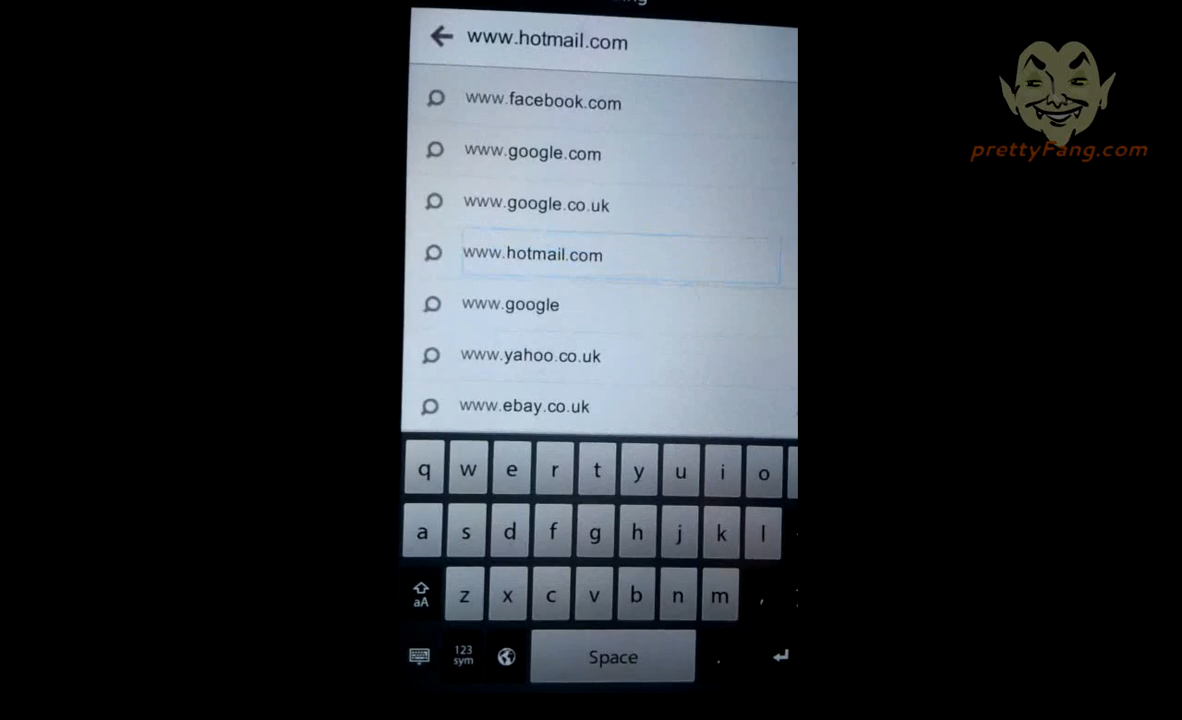 www.hotmail.com
www.facebook.com
www.google.com
www.google.co.uk
www.hotmail.com
www.google
www.yahoo.co.uk
www.ebay.co.uk
q w e r t y u i o
a s d f g h j k l
aA z x c v b n m ,
123 sym Space .
prettyFang.com